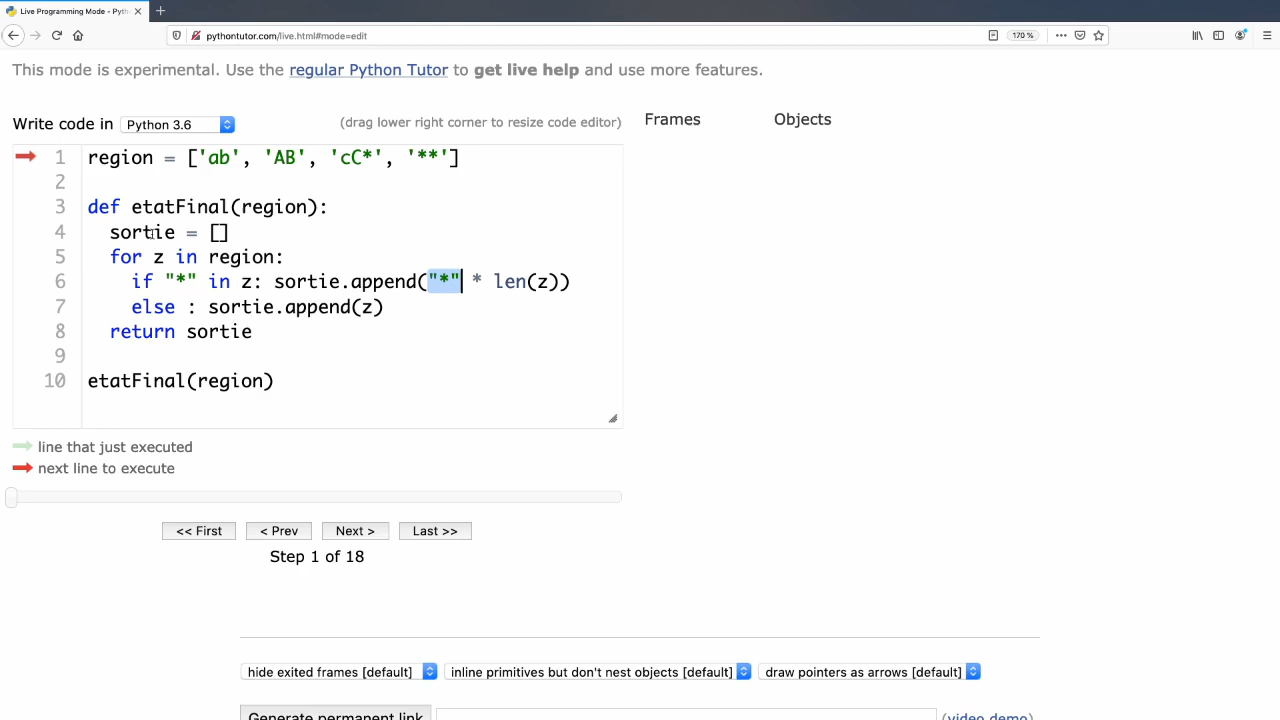 Live Programming Mode - Pyth
pythontutor.com/live.html#mode=edit 170 %
This mode is experimental. Use the regular Python Tutor to get live help and use more features.
Write code in Python 3.6 (drag lower right corner to resize code editor) Frames Objects
1 region = ['ab', 'AB', 'cC*', '**']
2
3 def etatFinal(region):
4 sortie = []
5 for z in region:
6 if "*" in z: sortie.append("*" * len(z))
7 else : sortie.append(z)
8 return sortie
9
10 etatFinal(region)
line that just executed
next line to execute
<< First < Prev Next > Last >>
Step 1 of 18
hide exited frames [default] inline primitives but don't nest objects [default] draw pointers as arrows [default]
Generate permanent link (video demo)